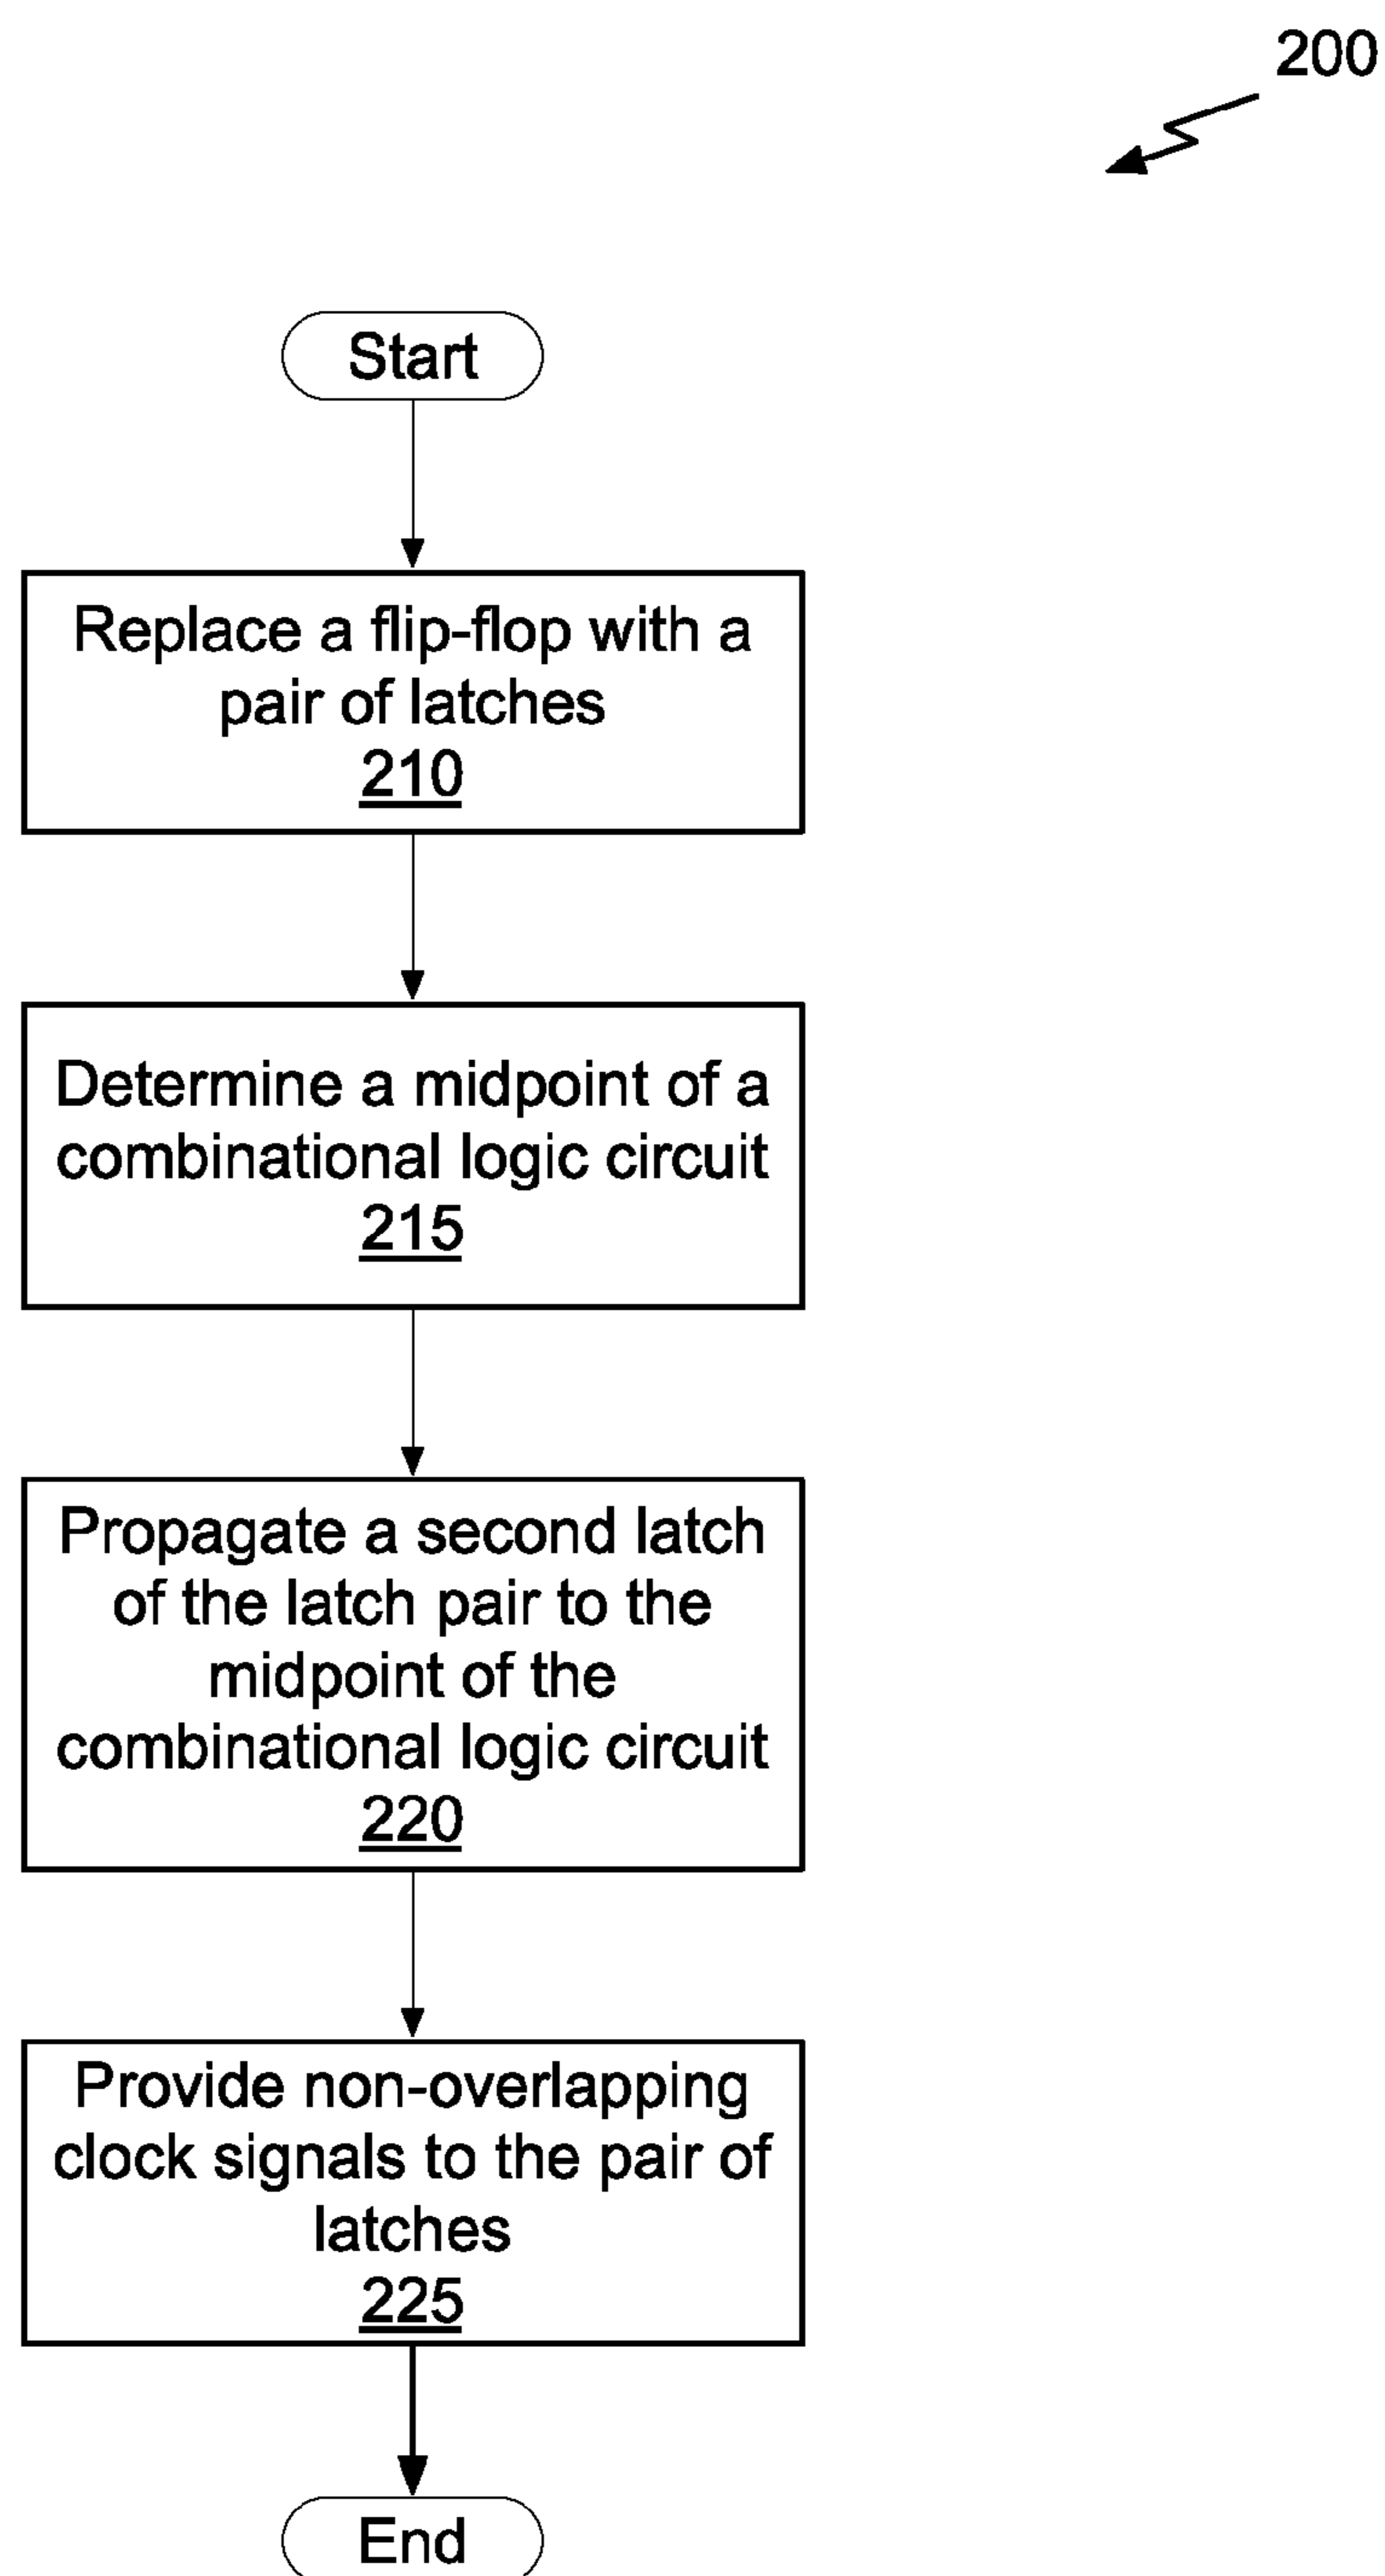 200
Start
Replace a flip-flop with a
pair of latches
210
Determine a midpoint of a
combinational logic circuit
215
Propagate a second latch
of the latch pair to the
midpoint of the
combinational logic circuit
220
Provide non-overlapping
clock signals to the pair of
latches
225
End